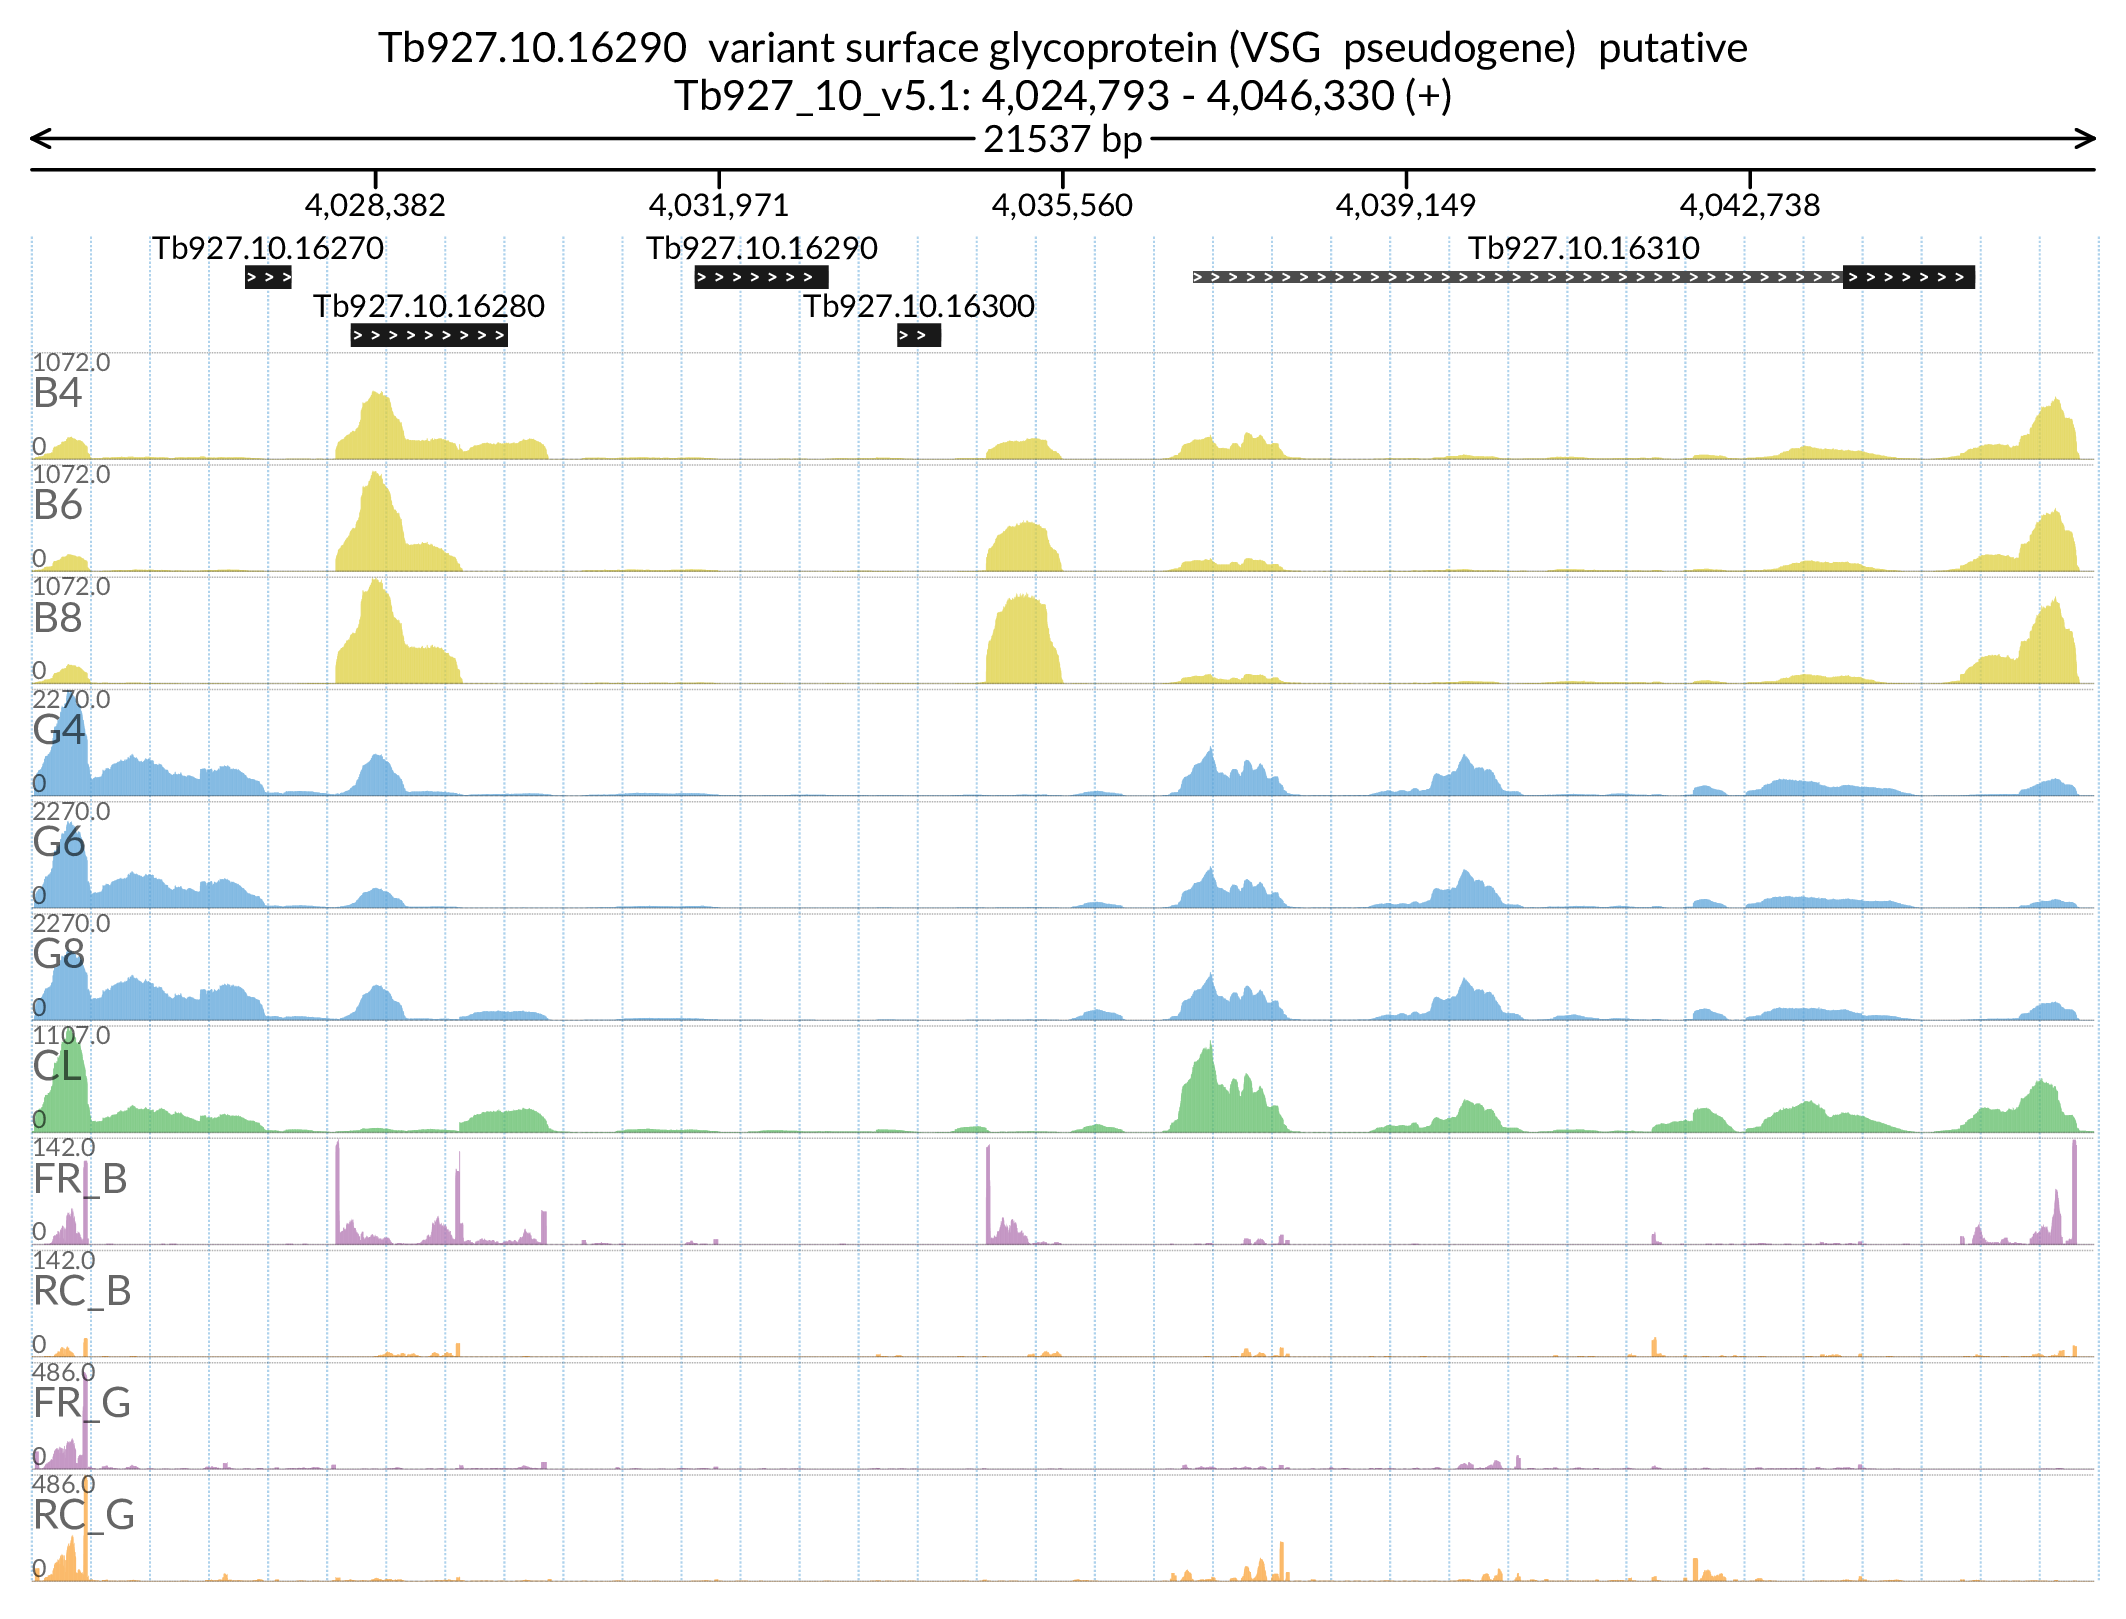 Tb927.10.16290  variant surface glycoprotein (VSG  pseudogene)  putative
Tb927_10_v5.1: 4,024,793 - 4,046,330 (+)
21537 bp
4,028,382 4,031,971 4,035,560 4,039,149 4,042,738
Tb927.10.16270 Tb927.10.16290 Tb927.10.16310
Tb927.10.16280 Tb927.10.16300
1072.0
B4
0
1072.0
B6
0
1072.0
B8
0
2270.0
G4
0
2270.0
G6
0
2270.0
G8
0
1107.0
CL
0
142.0
FR_B
0
142.0
RC_B
0
486.0
FR_G
0
486.0
RC_G
0